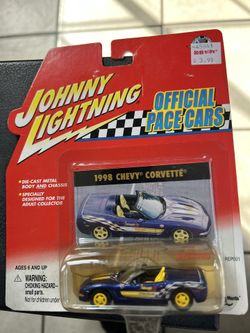 $ 3.99
JOHNNY
LIGHTNING
OFFICIAL
PACE CARS
• DIE-CAST METAL
BODY AND CHASSIS
• SPECIALLY
DESIGNED FOR THE
ADULT COLLECTOR
1998 CHEVY® CORVETTE®
AGES 6 AND UP
WARNING:
CHOKING HAZARD-
small parts.
Not for children under